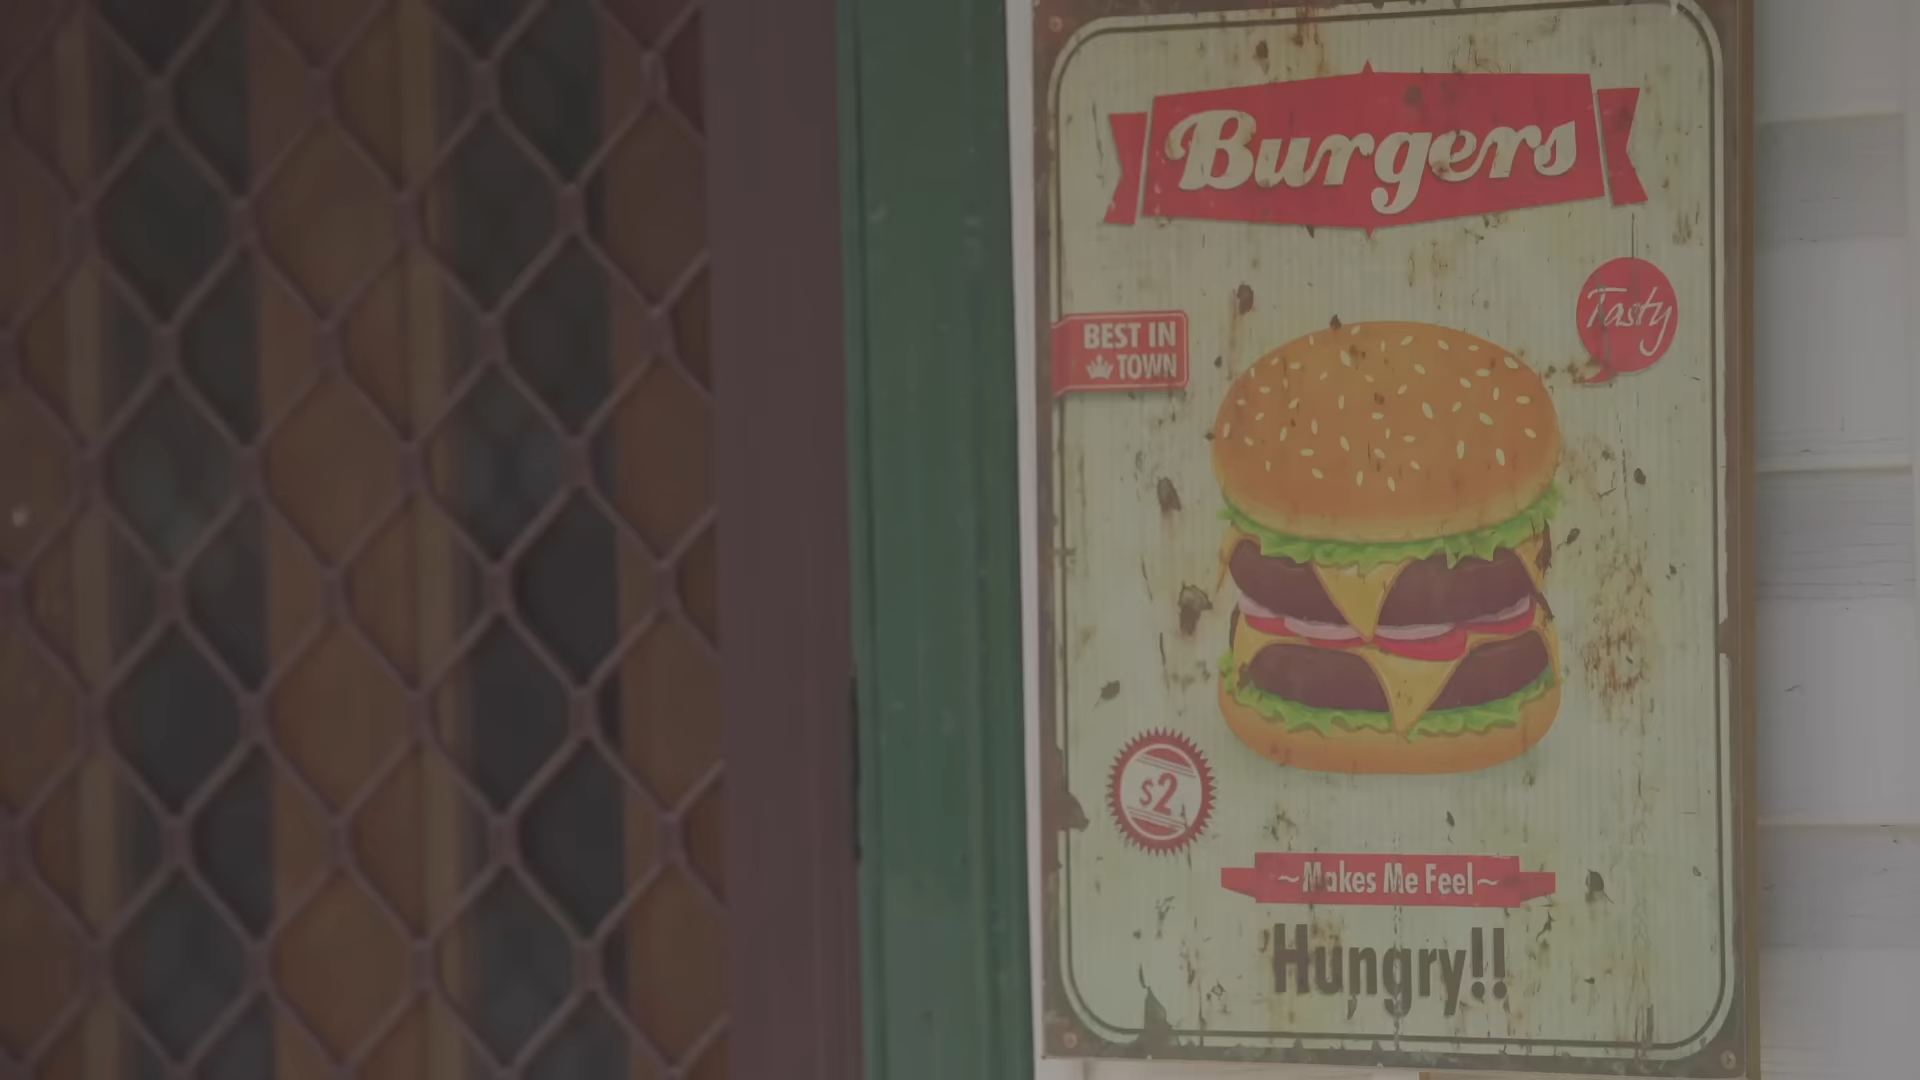 Burgers
Tasty
BEST IN
TOWN
$2
~Makes Me Feel~
Hungry!!